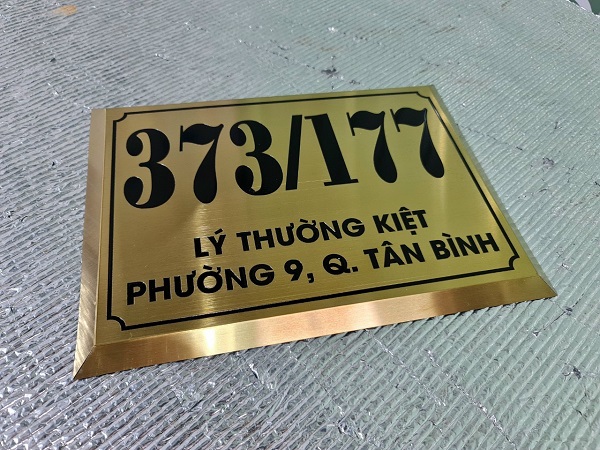 373/177
LÝ THƯỜNG KIỆT
PHƯỜNG 9, Q. TÂN BÌNH